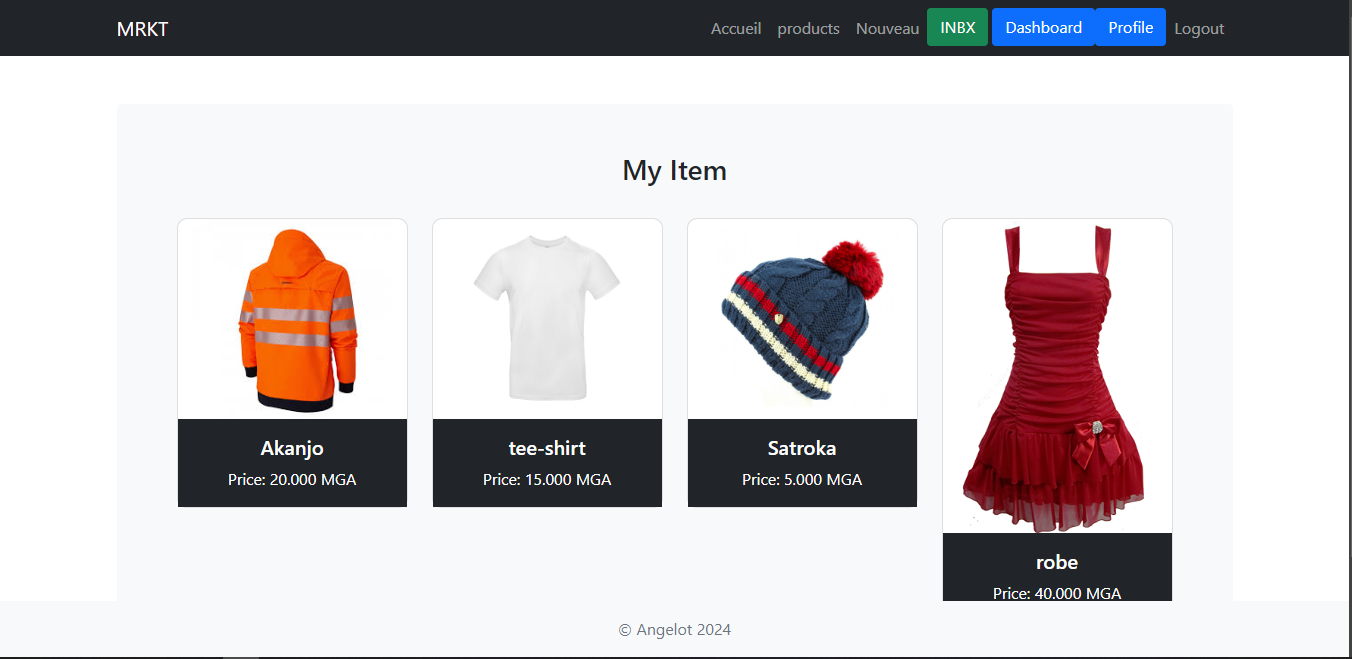 MRKT Accueil products Nouveau INBX Dashboard Profile Logout
My Item
Akanjo
Price: 20.000 MGA
tee-shirt
Price: 15.000 MGA
Satroka
Price: 5.000 MGA
robe
Price: 40.000 MGA
© Angelot 2024